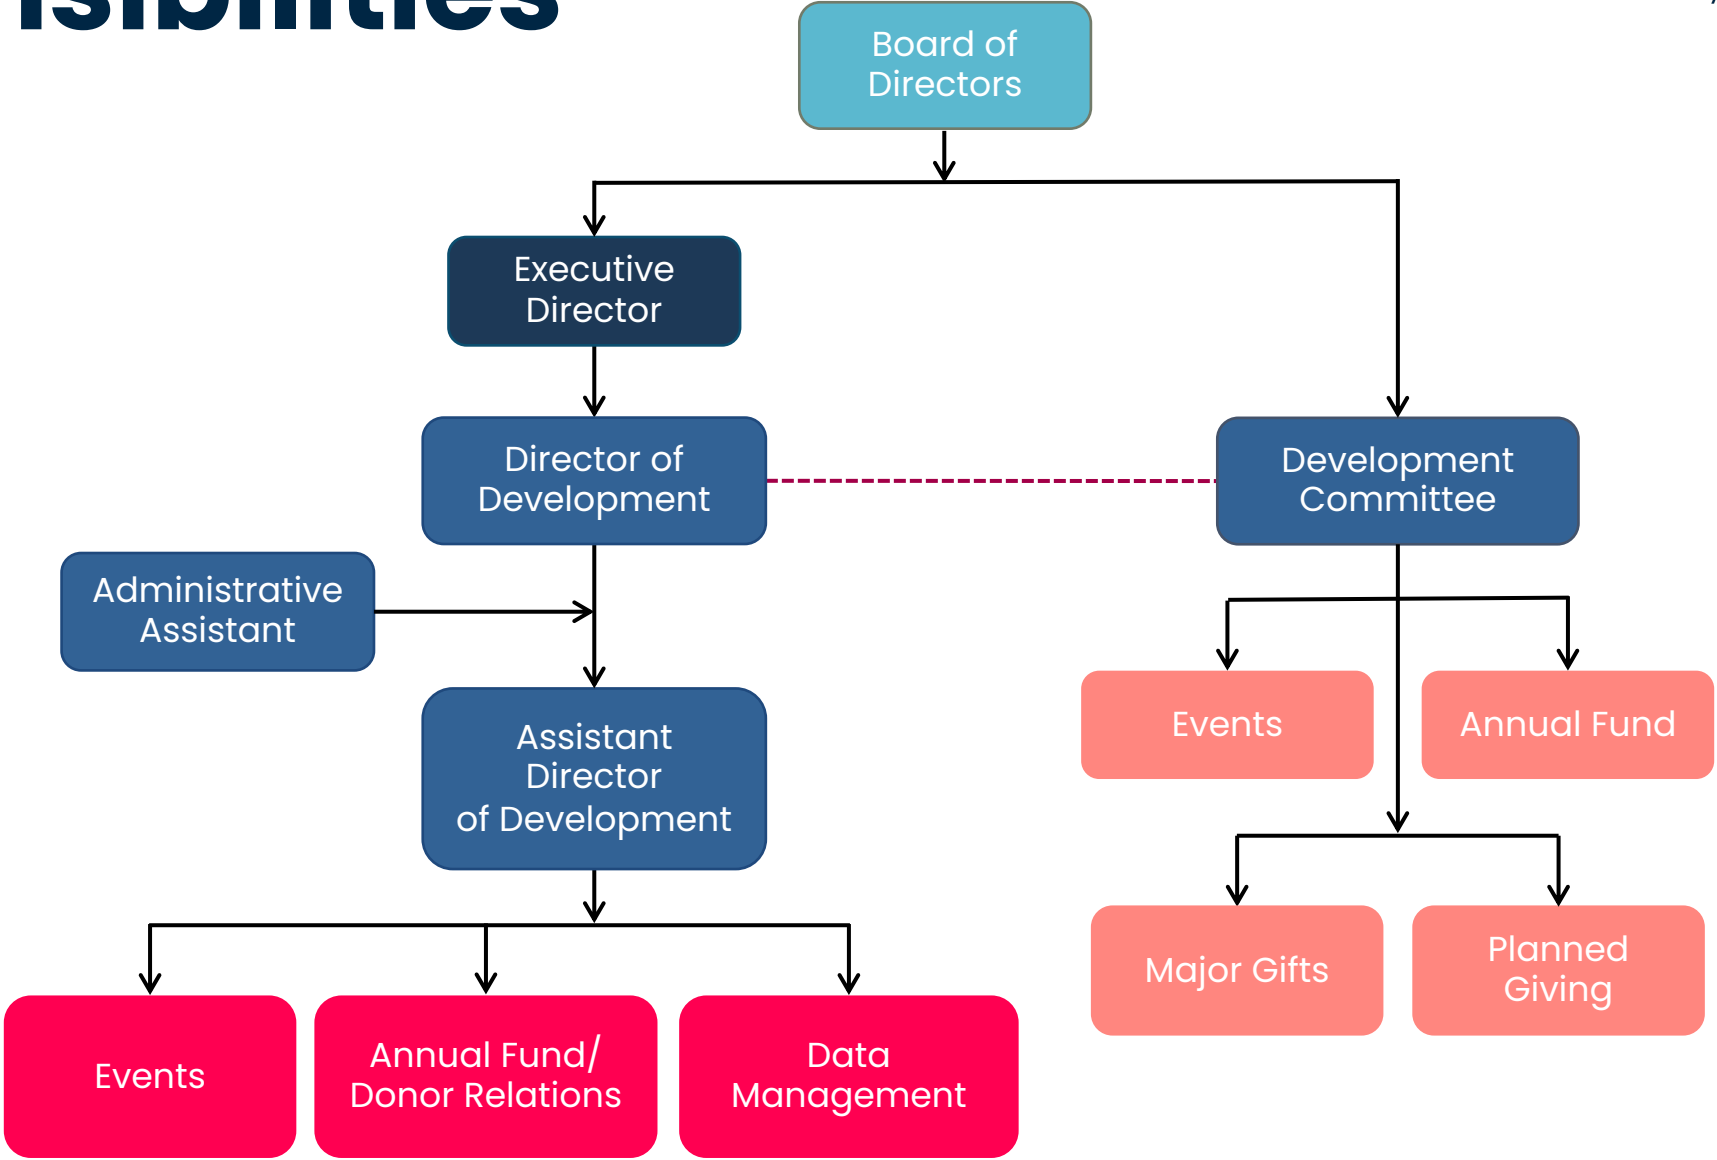 Board of
Directors
Executive
Director
Director of
Development
Development
Committee
Administrative
Assistant
Assistant
Director
of Development
Events
Annual Fund
Major Gifts
Planned
Giving
Events
Annual Fund/
Donor Relations
Data
Management